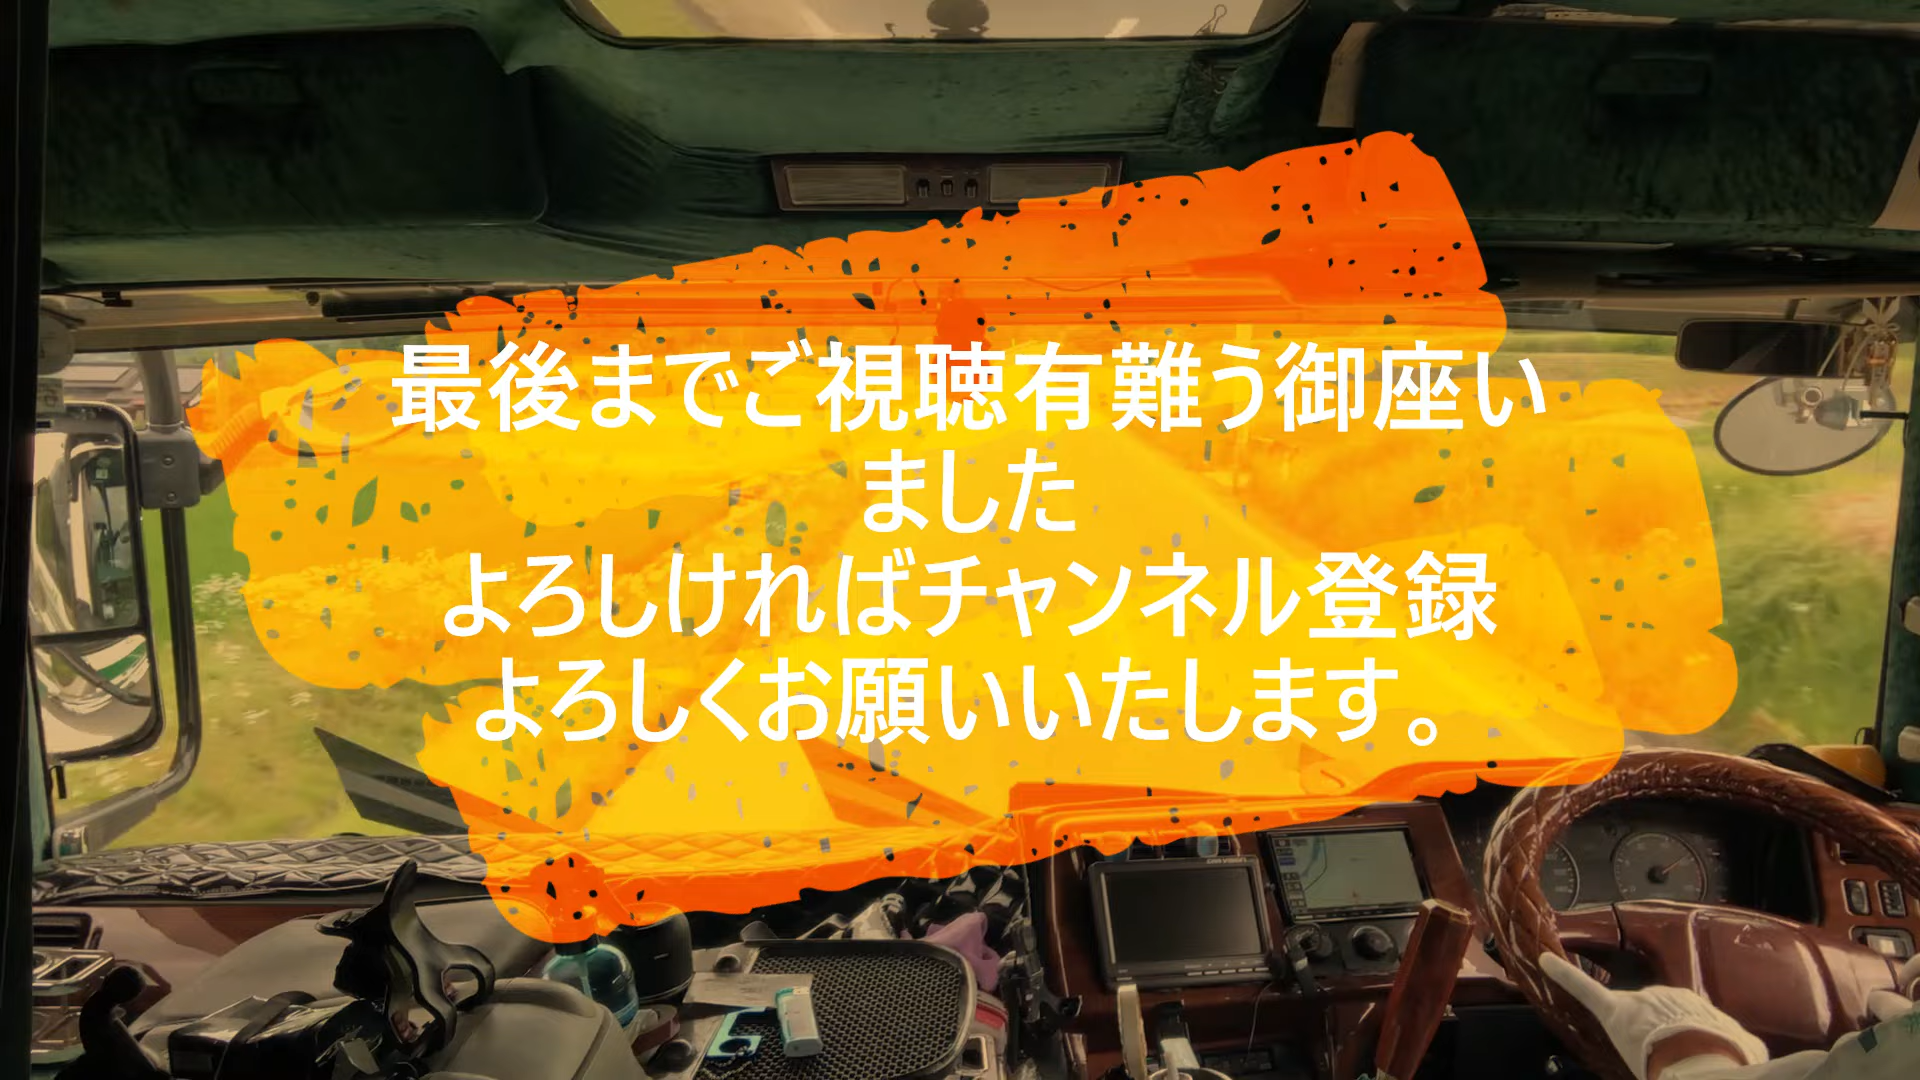 最後までご視聴有難う御座い
ました
よろしければチャンネル登録
よろしくお願いいたします。